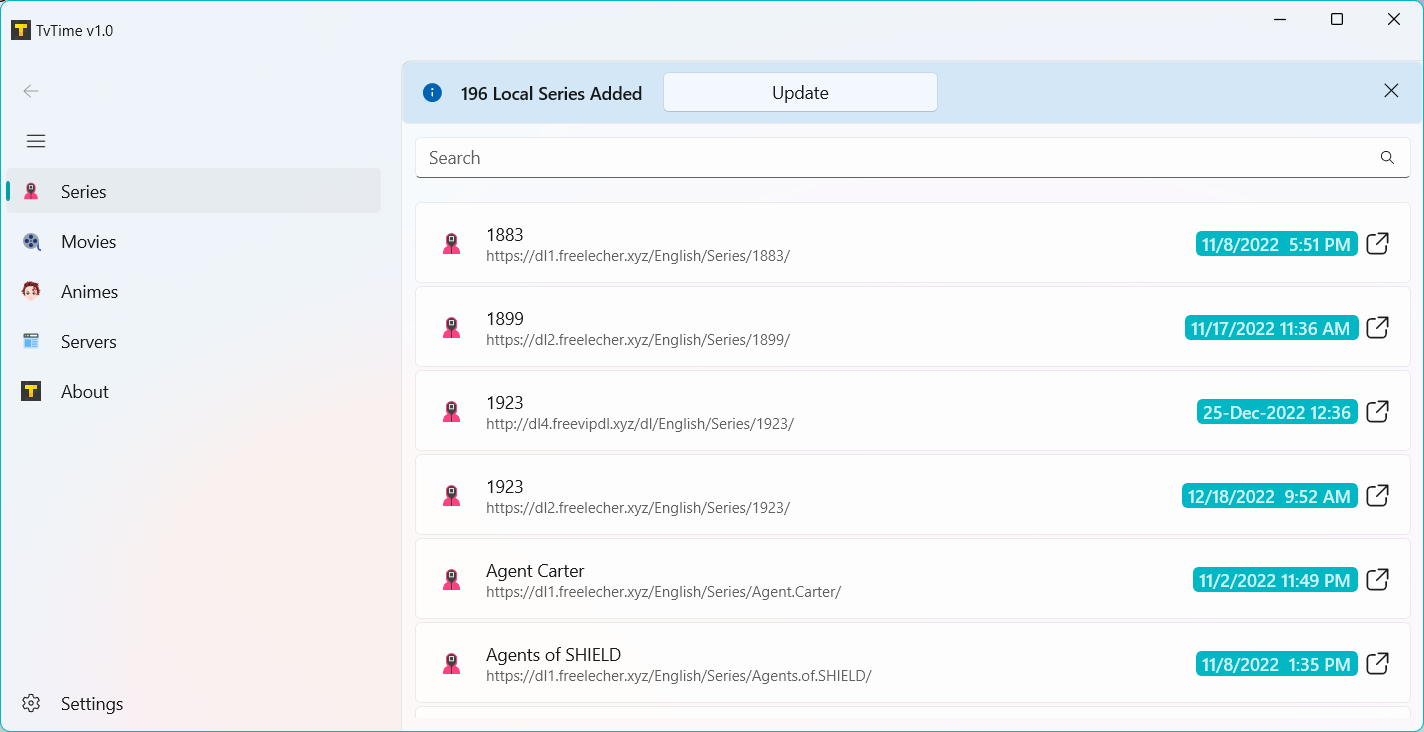 TvTime v1.0
196 Local Series Added
Update
Search
Series
Movies
Animes
Servers
About
Settings
1883
https://dl1.freelecher.xyz/English/Series/1883/
11/8/2022  5:51 PM
1899
https://dl2.freelecher.xyz/English/Series/1899/
11/17/2022 11:36 AM
1923
http://dl4.freevipdl.xyz/dl/English/Series/1923/
25-Dec-2022 12:36
1923
https://dl2.freelecher.xyz/English/Series/1923/
12/18/2022  9:52 AM
Agent Carter
https://dl1.freelecher.xyz/English/Series/Agent.Carter/
11/2/2022 11:49 PM
Agents of SHIELD
https://dl1.freelecher.xyz/English/Series/Agents.of.SHIELD/
11/8/2022  1:35 PM